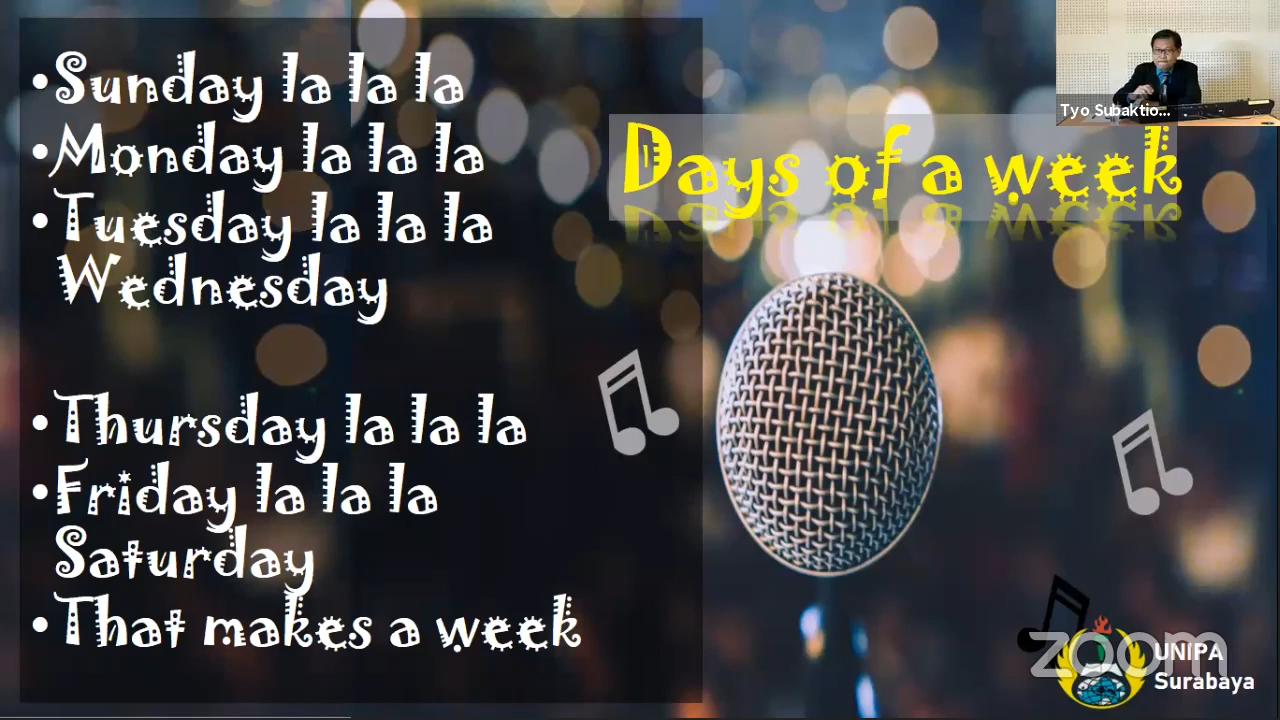 •Sunday la la la
•Monday la la la
•Tuesday la la la
Wednesday
•Thursday la la la
•Friday la la la
Saturday
•That makes a week
Days of a week
Tyo Subaktio...
zoom
UNIPA
Surabaya